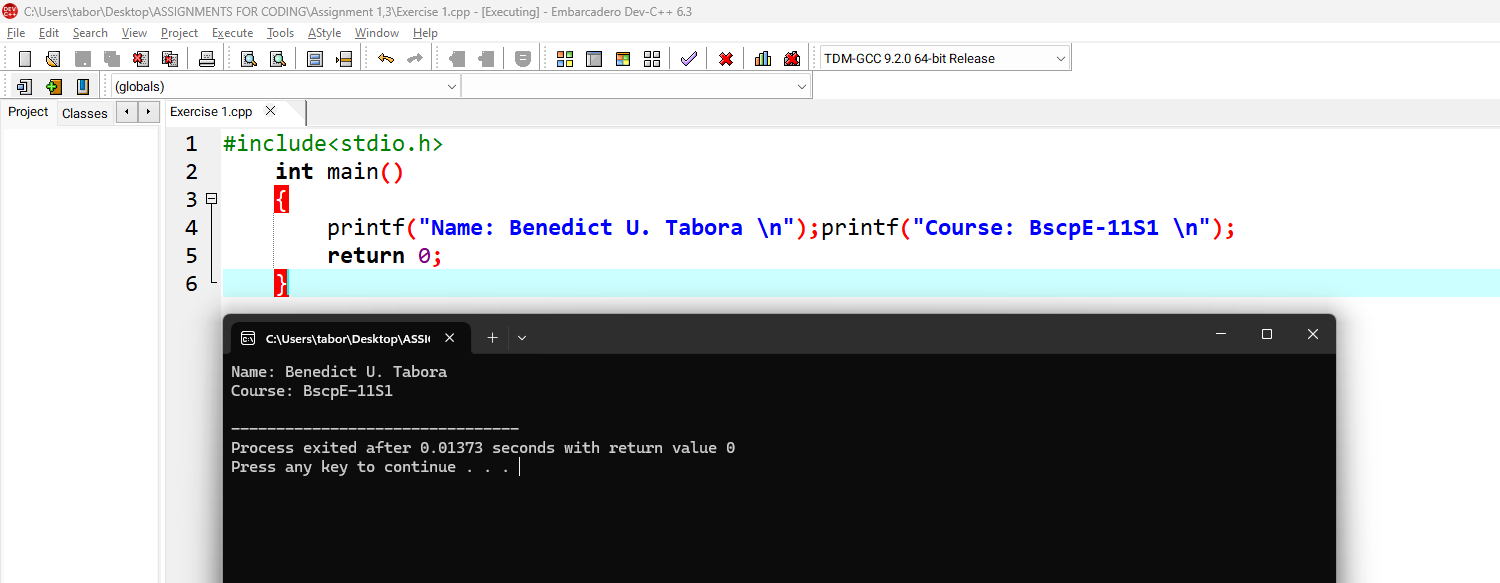 C:\Users\tabor\Desktop\ASSIGNMENTS FOR CODING\Assignment 1,3\Exercise 1.cpp - [Executing] - Embarcadero Dev-C++ 6.3
File Edit Search View Project Execute Tools AStyle Window Help
TDM-GCC 9.2.0 64-bit Release
(globals)
Project Classes Exercise 1.cpp
1 #include<stdio.h>
2 int main()
3 {
4 printf("Name: Benedict U. Tabora \n");printf("Course: BscpE-11S1 \n");
5 return 0;
6 }
C:\Users\tabor\Desktop\ASSI
Name: Benedict U. Tabora
Course: BscpE-11S1
--------------------------------
Process exited after 0.01373 seconds with return value 0
Press any key to continue . . .